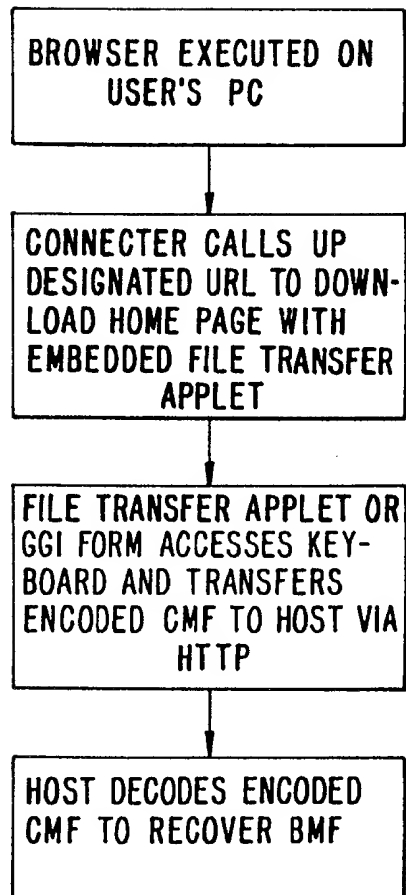 BROWSER EXECUTED ON
USER'S PC
CONNECTER CALLS UP
DESIGNATED URL TO DOWN-
LOAD HOME PAGE WITH
EMBEDDED FILE TRANSFER
APPLET
FILE TRANSFER APPLET OR
GGI FORM ACCESSES KEY-
BOARD AND TRANSFERS
ENCODED CMF TO HOST VIA
HTTP
HOST DECODES ENCODED
CMF TO RECOVER BMF